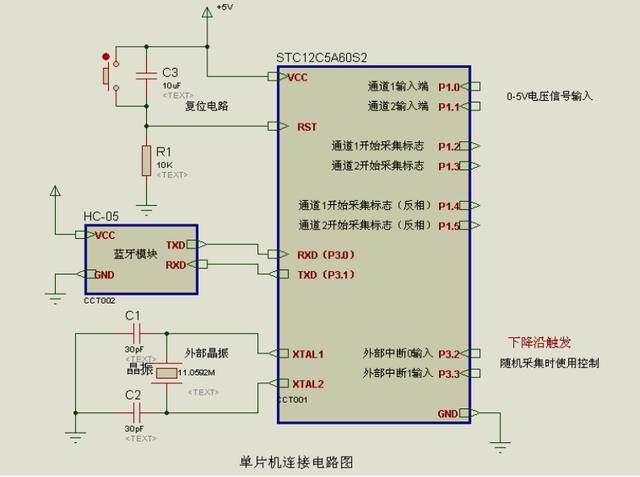 +5V
STC12C5A60S2
C3
10uF
<TEXT>
复位电路
VCC
RST
R1
10K
<TEXT>
通道1输入端 P1.0
通道2输入端 P1.1
0-5V电压信号输入
通道1开始采集标志 P1.2
通道2开始采集标志 P1.3
通道1开始采集标志（反相） P1.4
通道2开始采集标志（反相） P1.5
HC-05
VCC
蓝牙模块
TXD
RXD
GND
CCT002
RXD（P3.0）
TXD（P3.1）
C1
30pF
<TEXT>
外部晶振
晶振
11.0592M
<TEXT>
C2
30pF
<TEXT>
XTAL1
XTAL2
CCT001
外部中断0输入 P3.2
外部中断1输入 P3.3
下降沿触发
随机采集时使用控制
GND
单片机连接电路图